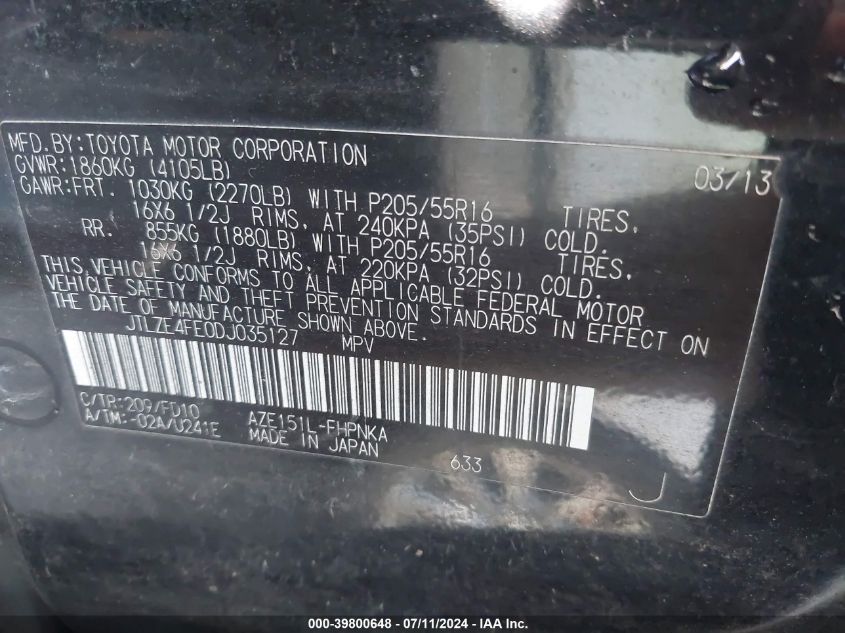 MFD.BY:TOYOTA MOTOR CORPORATION 03/13
GVWR:1860KG (4105LB)
GAWR:FRT. 1030KG (2270LB) WITH P205/55R16 TIRES,
16X6 1/2J RIMS, AT 240KPA (35PSI) COLD.
RR. 855KG (1880LB) WITH P205/55R16 TIRES,
16X6 1/2J RIMS, AT 220KPA (32PSI) COLD.
THIS VEHICLE CONFORMS TO ALL APPLICABLE FEDERAL MOTOR
VEHICLE SAFETY AND THEFT PREVENTION STANDARDS IN EFFECT ON
THE DATE OF MANUFACTURE SHOWN ABOVE.
JTLZE4FE0DJ035127 MPV
C/TR:209/FD10 AZE151L-FHPNKA
A/TM:-02A/U241E MADE IN JAPAN
633 J
000-39800648 - 07/11/2024 - IAA Inc.